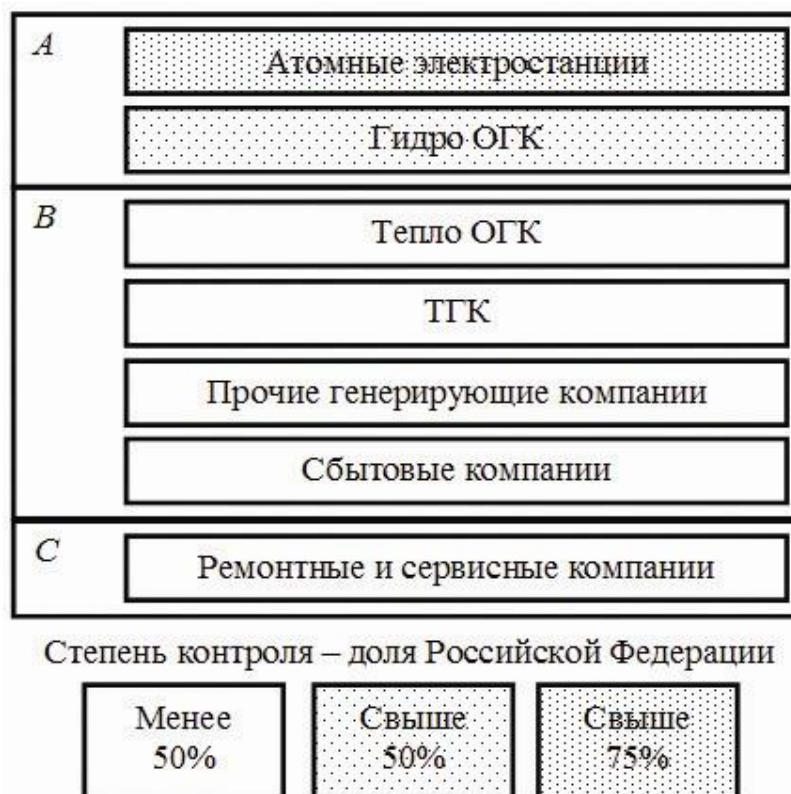 A
Атомные электростанции
Гидро ОГК
B
Тепло ОГК
ТГК
Прочие генерирующие компании
Сбытовые компании
C
Ремонтные и сервисные компании
Степень контроля – доля Российской Федерации
Менее
50%
Свыше
50%
Свыше
75%